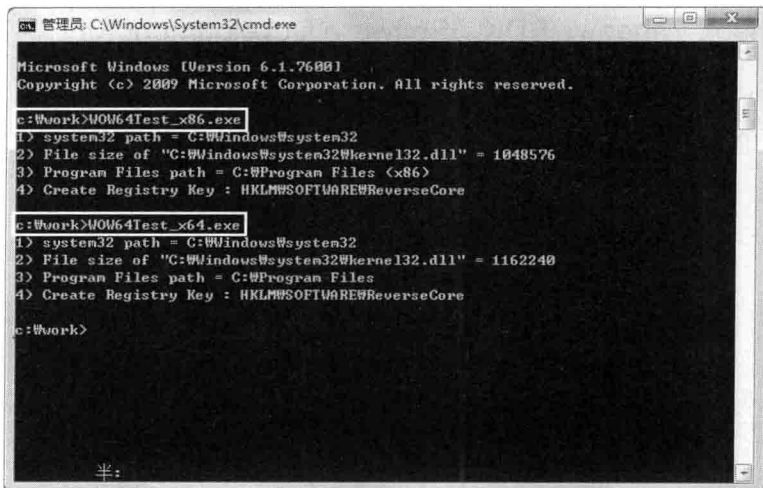 管理员: C:\Windows\System32\cmd.exe
Microsoft Windows [Version 6.1.7600]
Copyright (c) 2009 Microsoft Corporation. All rights reserved.
c:₩work>WOW64Test_x86.exe
1) system32 path = C:₩Windows₩system32
2) File size of "C:₩Windows₩system32₩kernel32.dll" = 1048576
3) Program Files path = C:₩Program Files (x86)
4) Create Registry Key : HKLM₩SOFTWARE₩ReverseCore
c:₩work>WOW64Test_x64.exe
1) system32 path = C:₩Windows₩system32
2) File size of "C:₩Windows₩system32₩kernel32.dll" = 1162240
3) Program Files path = C:₩Program Files
4) Create Registry Key : HKLM₩SOFTWARE₩ReverseCore
c:₩work>
半: